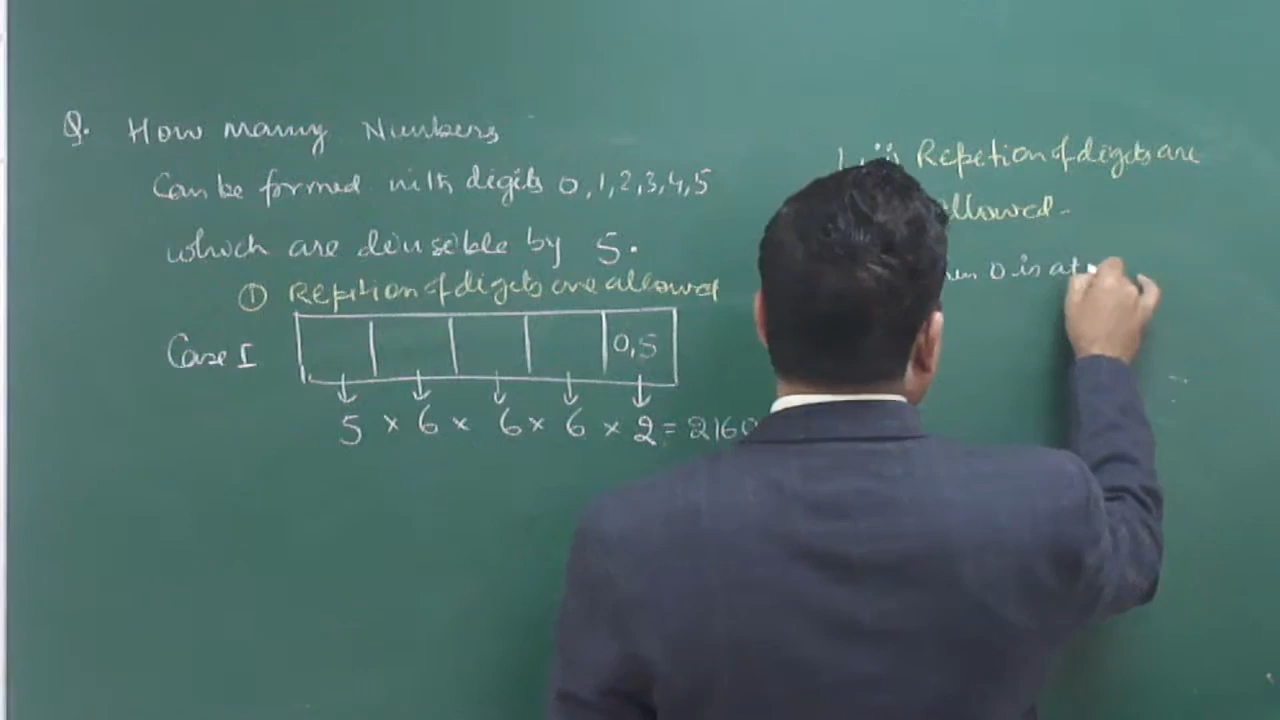 Q. How many Numbers
Can be formed with digits 0,1,2,3,4,5
which are divisible by 5.
① Repition of digits are allowed
Case I
0,5
5 × 6 × 6 × 6 × 2 = 2160
Repetion of digits are
allowed.
0 is at